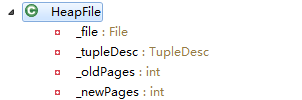 HeapFile
_file : File
_tupleDesc : TupleDesc
_oldPages : int
_newPages : int